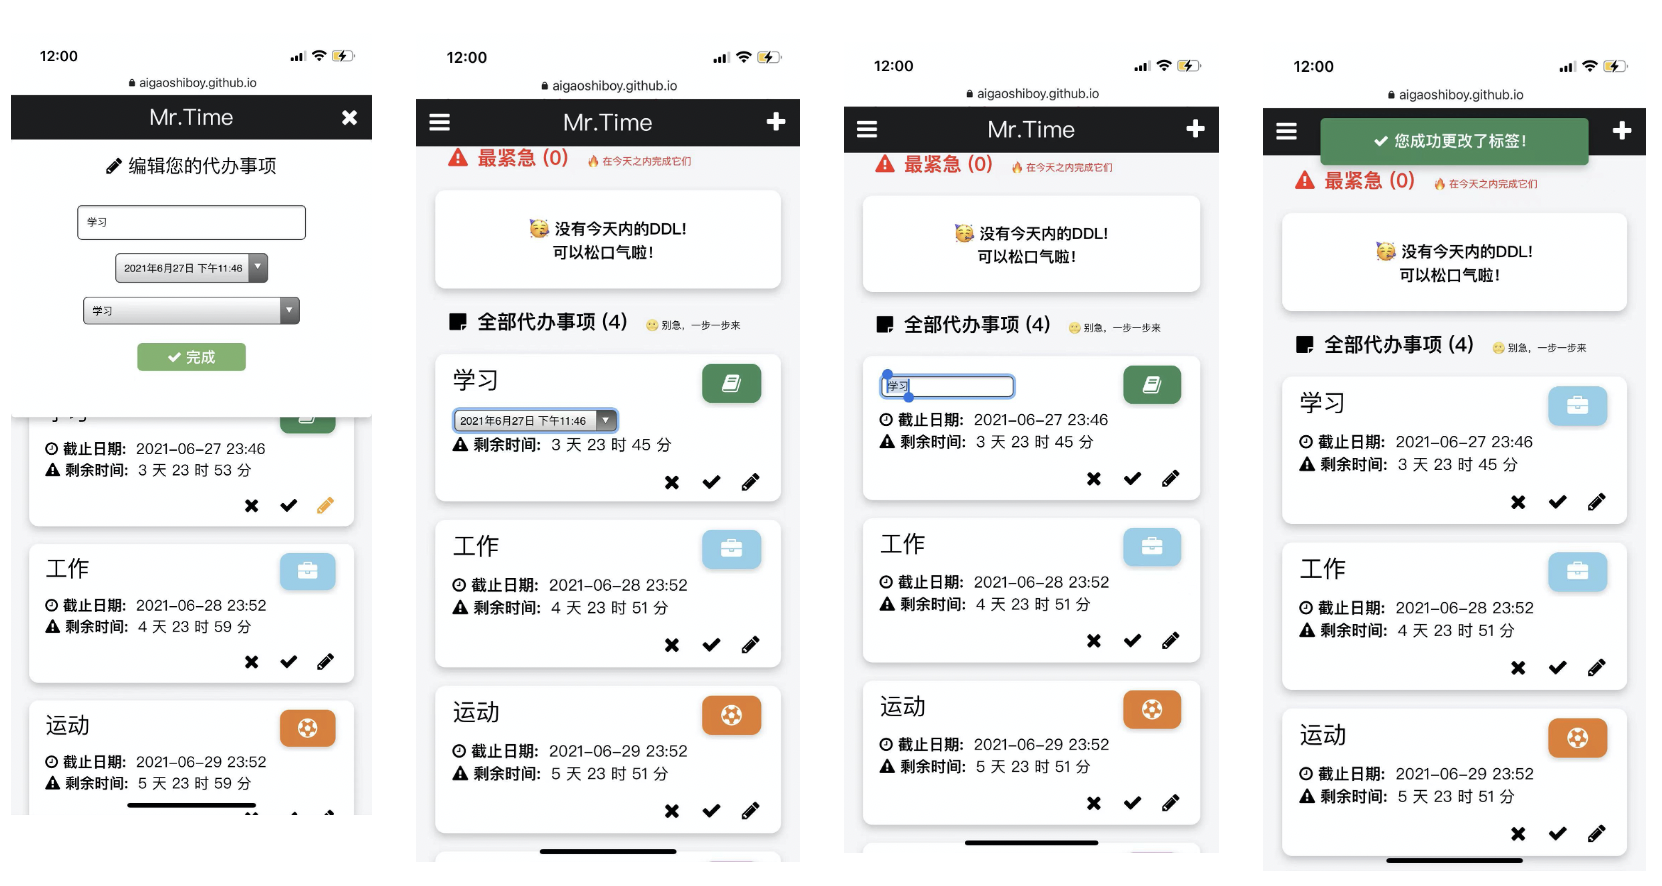 12:00
aigaoshiboy.github.io
Mr.Time
编辑您的代办事项
学习
2021年6月27日 下午11:46
学习
完成
截止日期: 2021-06-27 23:46
剩余时间: 3 天 23 时 53 分
工作
截止日期: 2021-06-28 23:52
剩余时间: 4 天 23 时 59 分
运动
截止日期: 2021-06-29 23:52
剩余时间: 5 天 23 时 59 分
12:00
aigaoshiboy.github.io
Mr.Time
最紧急 (0) 在今天之内完成它们
没有今天内的DDL!
可以松口气啦!
全部代办事项 (4) 别急，一步一步来
学习
2021年6月27日 下午11:46
剩余时间: 3 天 23 时 45 分
工作
截止日期: 2021-06-28 23:52
剩余时间: 4 天 23 时 51 分
运动
截止日期: 2021-06-29 23:52
剩余时间: 5 天 23 时 51 分
12:00
aigaoshiboy.github.io
Mr.Time
最紧急 (0) 在今天之内完成它们
没有今天内的DDL!
可以松口气啦!
全部代办事项 (4) 别急，一步一步来
学习
截止日期: 2021-06-27 23:46
剩余时间: 3 天 23 时 45 分
工作
截止日期: 2021-06-28 23:52
剩余时间: 4 天 23 时 51 分
运动
截止日期: 2021-06-29 23:52
剩余时间: 5 天 23 时 51 分
12:00
aigaoshiboy.github.io
您成功更改了标签!
最紧急 (0) 在今天之内完成它们
没有今天内的DDL!
可以松口气啦!
全部代办事项 (4) 别急，一步一步来
学习
截止日期: 2021-06-27 23:46
剩余时间: 3 天 23 时 45 分
工作
截止日期: 2021-06-28 23:52
剩余时间: 4 天 23 时 51 分
运动
截止日期: 2021-06-29 23:52
剩余时间: 5 天 23 时 51 分